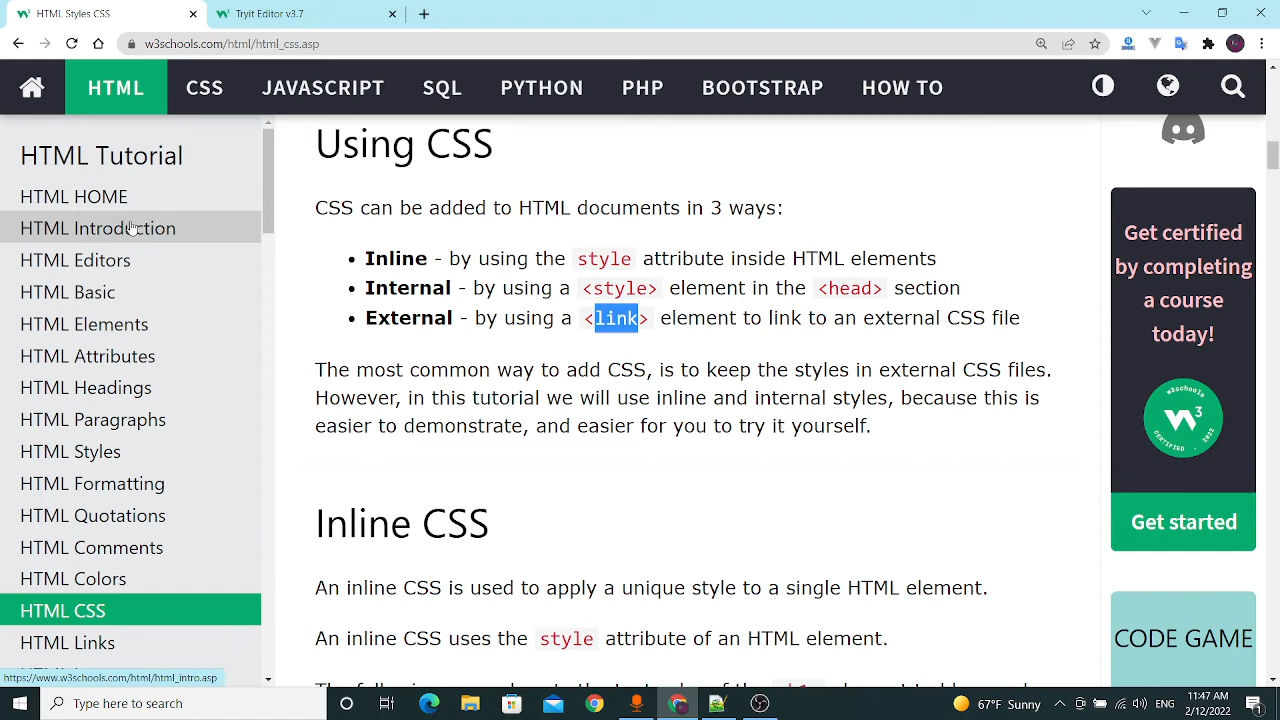 HTML Styles CSS
Tryit Editor v3.7
w3schools.com/html/html_css.asp
HTML
CSS
JAVASCRIPT
SQL
PYTHON
PHP
BOOTSTRAP
HOW TO
HTML Tutorial
HTML HOME
HTML Introduction
HTML Editors
HTML Basic
HTML Elements
HTML Attributes
HTML Headings
HTML Paragraphs
HTML Styles
HTML Formatting
HTML Quotations
HTML Comments
HTML Colors
HTML CSS
HTML Links
https://www.w3schools.com/html/html_intro.asp
Using CSS
CSS can be added to HTML documents in 3 ways:
• Inline - by using the style attribute inside HTML elements
• Internal - by using a <style> element in the <head> section
• External - by using a <link> element to link to an external CSS file
The most common way to add CSS, is to keep the styles in external CSS files.
However, in this tutorial we will use inline and internal styles, because this is
easier to demonstrate, and easier for you to try it yourself.
Inline CSS
An inline CSS is used to apply a unique style to a single HTML element.
An inline CSS uses the style attribute of an HTML element.
Get certified
by completing
a course
today!
w3schools
W3
CERTIFIED . 2022
Get started
CODE GAME
Type here to search
67°F Sunny
ENG
11:47 AM
2/12/2022